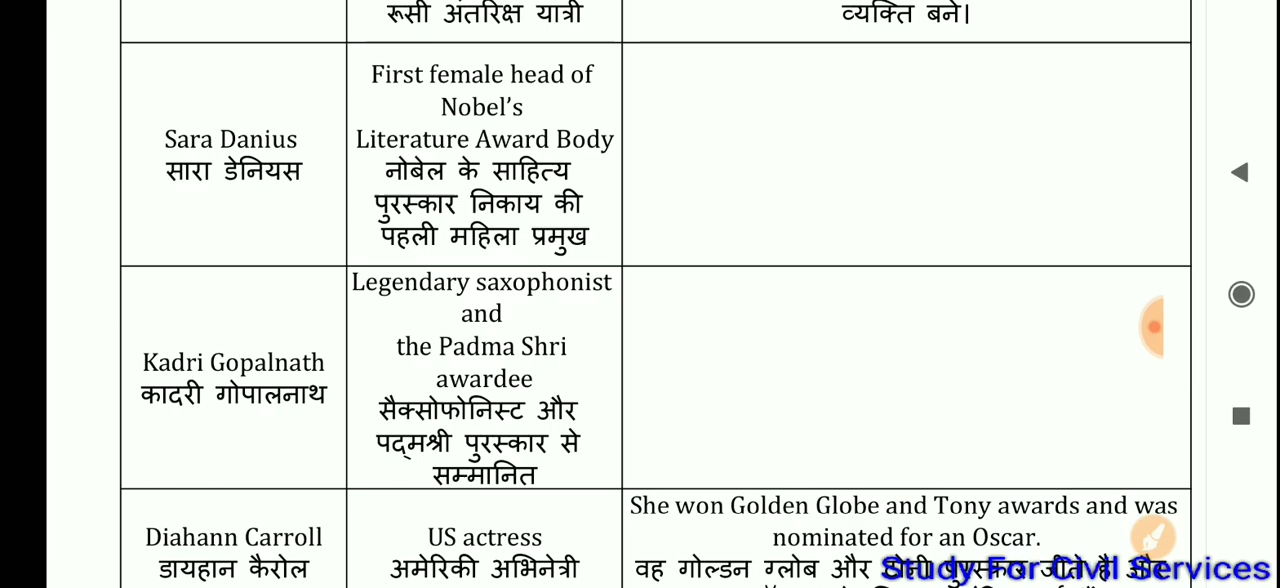 रूसी अंतरिक्ष यात्री
व्यक्ति बने।
Sara Danius
सारा डेनियस
First female head of
Nobel's
Literature Award Body
नोबेल के साहित्य
पुरस्कार निकाय की
पहली महिला प्रमुख
Kadri Gopalnath
कादरी गोपालनाथ
Legendary saxophonist
and
the Padma Shri
awardee
सैक्सोफोनिस्ट और
पद्मश्री पुरस्कार से
सम्मानित
Diahann Carroll
डायहान कैरोल
US actress
अमेरिकी अभिनेत्री
She won Golden Globe and Tony awards and was
nominated for an Oscar.
वह गोल्डन ग्लोब और
Study For Civil Services